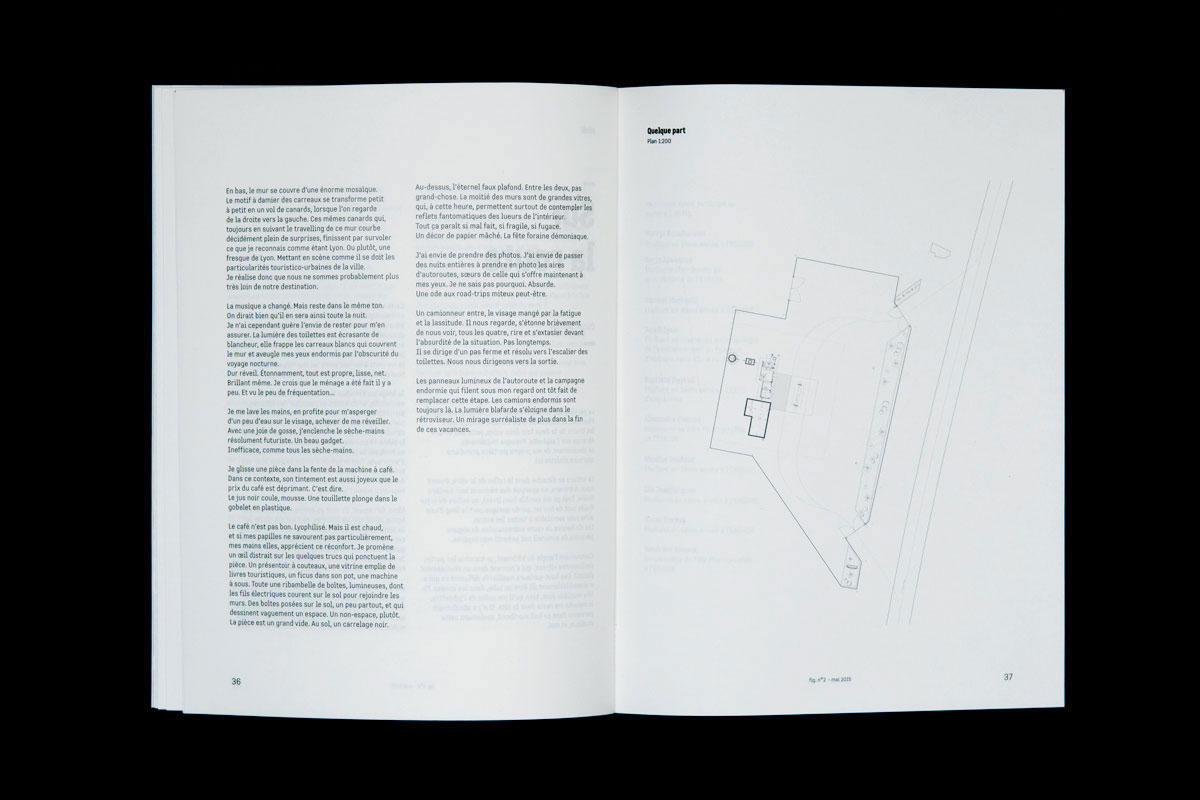 En bas, le mur se couvre d'une énorme mosaïque.
Le motif à damier des carreaux se transforme petit
à petit en un vol de canards, lorsque l'on regarde
de la droite vers la gauche. Ces mêmes canards qui,
toujours en suivant le travelling de ce mur courbe
décidément plein de surprises, finissent par survoler
ce que je reconnais comme étant Lyon. Ou plutôt, une
fresque de Lyon. Mettant en scène comme il se doit les
particularités touristico-urbaines de la ville.
Je réalise donc que nous ne sommes probablement plus
très loin de notre destination.
La musique a changé. Mais reste dans le même ton.
On dirait bien qu'il en sera ainsi toute la nuit.
Je n'ai cependant guère l'envie de rester pour m'en
assurer. La lumière des toilettes est écrasante de
blancheur, elle frappe les carreaux blancs qui couvrent
le mur et aveugle mes yeux endormis par l'obscurité du
voyage nocturne.
Dur réveil. Étonnamment, tout est propre, lisse, net.
Brillant même. Je crois que le ménage a été fait il y a
peu. Et vu le peu de fréquentation...
Je me lave les mains, en profite pour m'asperger
d'un peu d'eau sur le visage, achever de me réveiller.
Avec une joie de gosse, j'enclenche le sèche-mains
résolument futuriste. Un beau gadget.
Inefficace, comme tous les sèche-mains.
Je glisse une pièce dans la fente de la machine à café.
Dans ce contexte, son tintement est aussi joyeux que le
prix du café est déprimant. C'est dire.
Le jus noir coule, mousse. Une touillette plonge dans le
gobelet en plastique.
Le café n'est pas bon. Lyophilisé. Mais il est chaud,
et si mes papilles ne savourent pas particulièrement,
mes mains elles, apprécient ce réconfort. Je promène
un œil distrait sur les quelques trucs qui ponctuent la
pièce. Un présentoir à couteaux, une vitrine emplie de
livres touristiques, un ficus dans son pot, une machine
à sous. Toute une ribambelle de boîtes, lumineuses, dont
les fils électriques courent sur le sol pour rejoindre les
murs. Des boîtes posées sur le sol, un peu partout, et qui
dessinent vaguement un espace. Un non-espace, plutôt.
La pièce est un grand vide. Au sol, un carrelage noir.
Au-dessus, l'éternel faux plafond. Entre les deux, pas
grand-chose. La moitié des murs sont de grandes vitres,
qui, à cette heure, permettent surtout de contempler les
reflets fantomatiques des lueurs de l'intérieur.
Tout ça paraît si mal fait, si fragile, si fugace.
Un décor de papier mâché. La fête foraine démoniaque.
J'ai envie de prendre des photos. J'ai envie de passer
des nuits entières à prendre en photo les aires
d'autoroutes, sœurs de celle qui s'offre maintenant à
mes yeux. Je ne sais pas pourquoi. Absurde.
Une ode aux road-trips miteux peut-être.
Un camionneur entre, le visage mangé par la fatigue
et la lassitude. Il nous regarde, s'étonne brièvement
de nous voir, tous les quatre, rire et s'extasier devant
l'absurdité de la situation. Pas longtemps.
Il se dirige d'un pas ferme et résolu vers l'escalier des
toilettes. Nous nous dirigeons vers la sortie.
Les panneaux lumineux de l'autoroute et la campagne
endormie qui filent sous mon regard ont tôt fait de
remplacer cette étape. Les camions endormis sont
toujours là. La lumière blafarde s'éloigne dans le
rétroviseur. Un mirage surréaliste de plus dans la fin
de ces vacances.
36
Quelque part
Plan 1:200
fig. n°2 - mai 2015
37